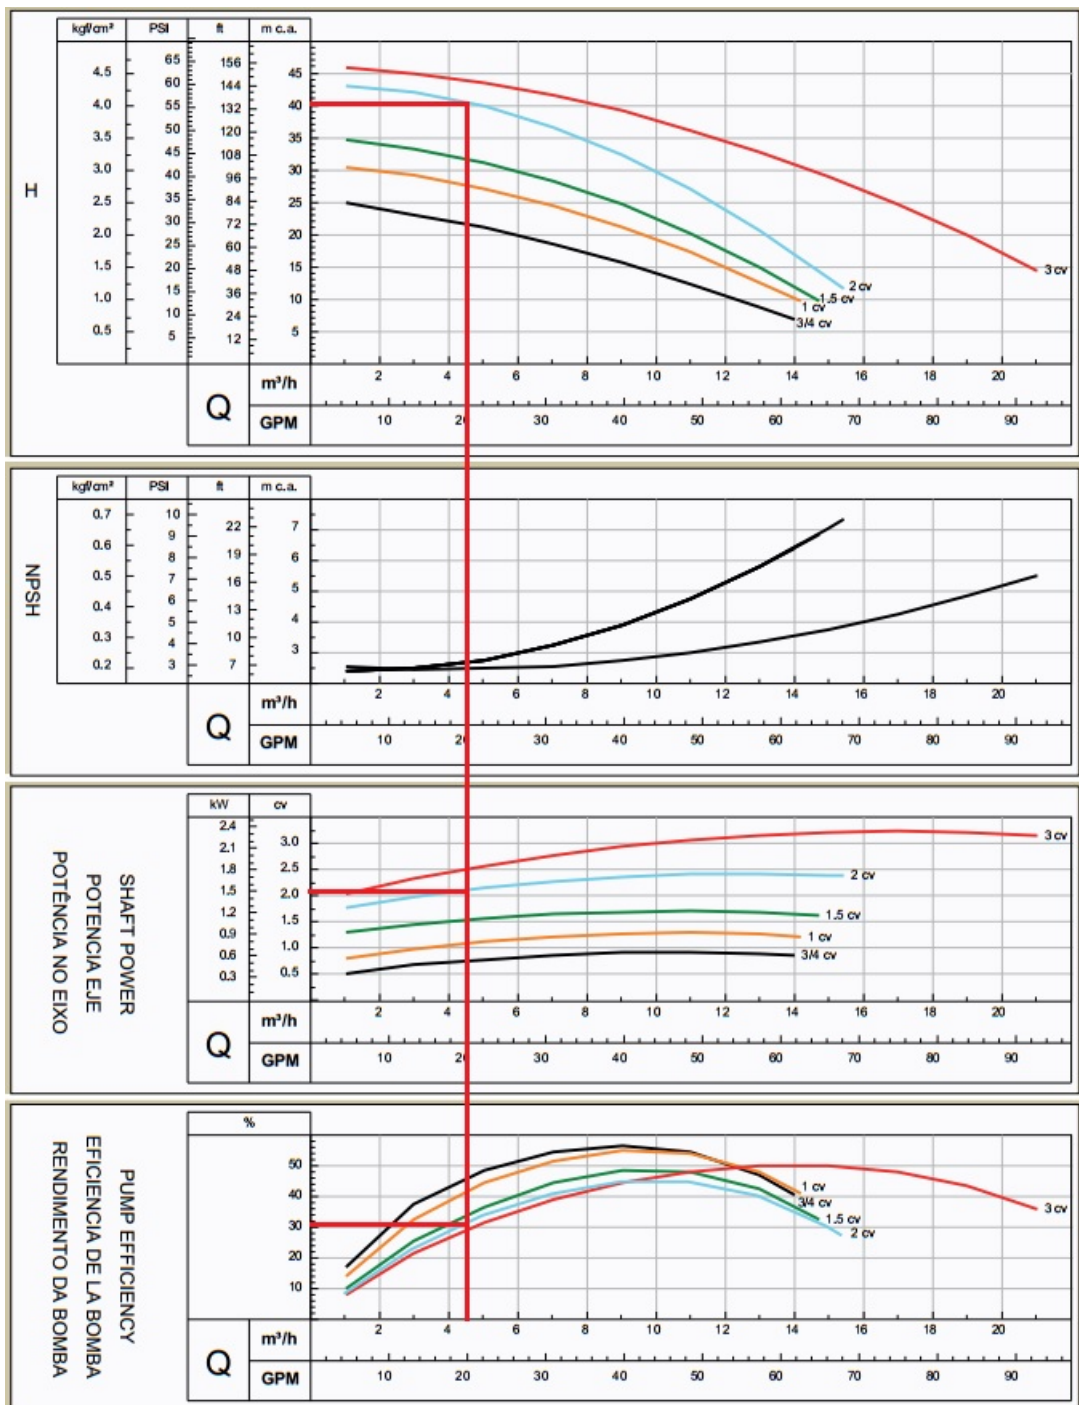 kgf/cm² PSI ft m c.a.
65 156
4.5 60 144 45
4.0 55 132 40
50 120
3.5 45 108 35
3.0 40 96 30
35 84
2.5 30 72 25
2.0 25 60 20
1.5 20 48 15
15 36
1.0 10 24 10
0.5 5 12 5
H
3 cv
2 cv
1.5 cv
1 cv
3/4 cv
Q
m³/h 2 4 6 8 10 12 14 16 18 20
GPM 10 20 30 40 50 60 70 80 90
kgf/cm² PSI ft m c.a.
0.7 10 22 7
9
0.6 8 19 6
0.5 7 16 5
6
0.4 5 13 4
0.3 4 10 3
0.2 3 7
NPSH
Q
m³/h 2 4 6 8 10 12 14 16 18 20
GPM 10 20 30 40 50 60 70 80 90
kW cv
2.4
2.1 3.0
1.8 2.5
1.5 2.0
1.2 1.5
0.9
0.6 1.0
0.3 0.5
SHAFT POWER
POTENCIA EJE
POTÊNCIA NO EIXO
3 cv
2 cv
1.5 cv
1 cv
3/4 cv
Q
m³/h 2 4 6 8 10 12 14 16 18 20
GPM 10 20 30 40 50 60 70 80 90
%
50
40
30
20
10
PUMP EFFICIENCY
EFICIENCIA DE LA BOMBA
RENDIMENTO DA BOMBA
1 cv
3/4 cv
3 cv
1.5 cv
2 cv
Q
m³/h 2 4 6 8 10 12 14 16 18 20
GPM 10 20 30 40 50 60 70 80 90